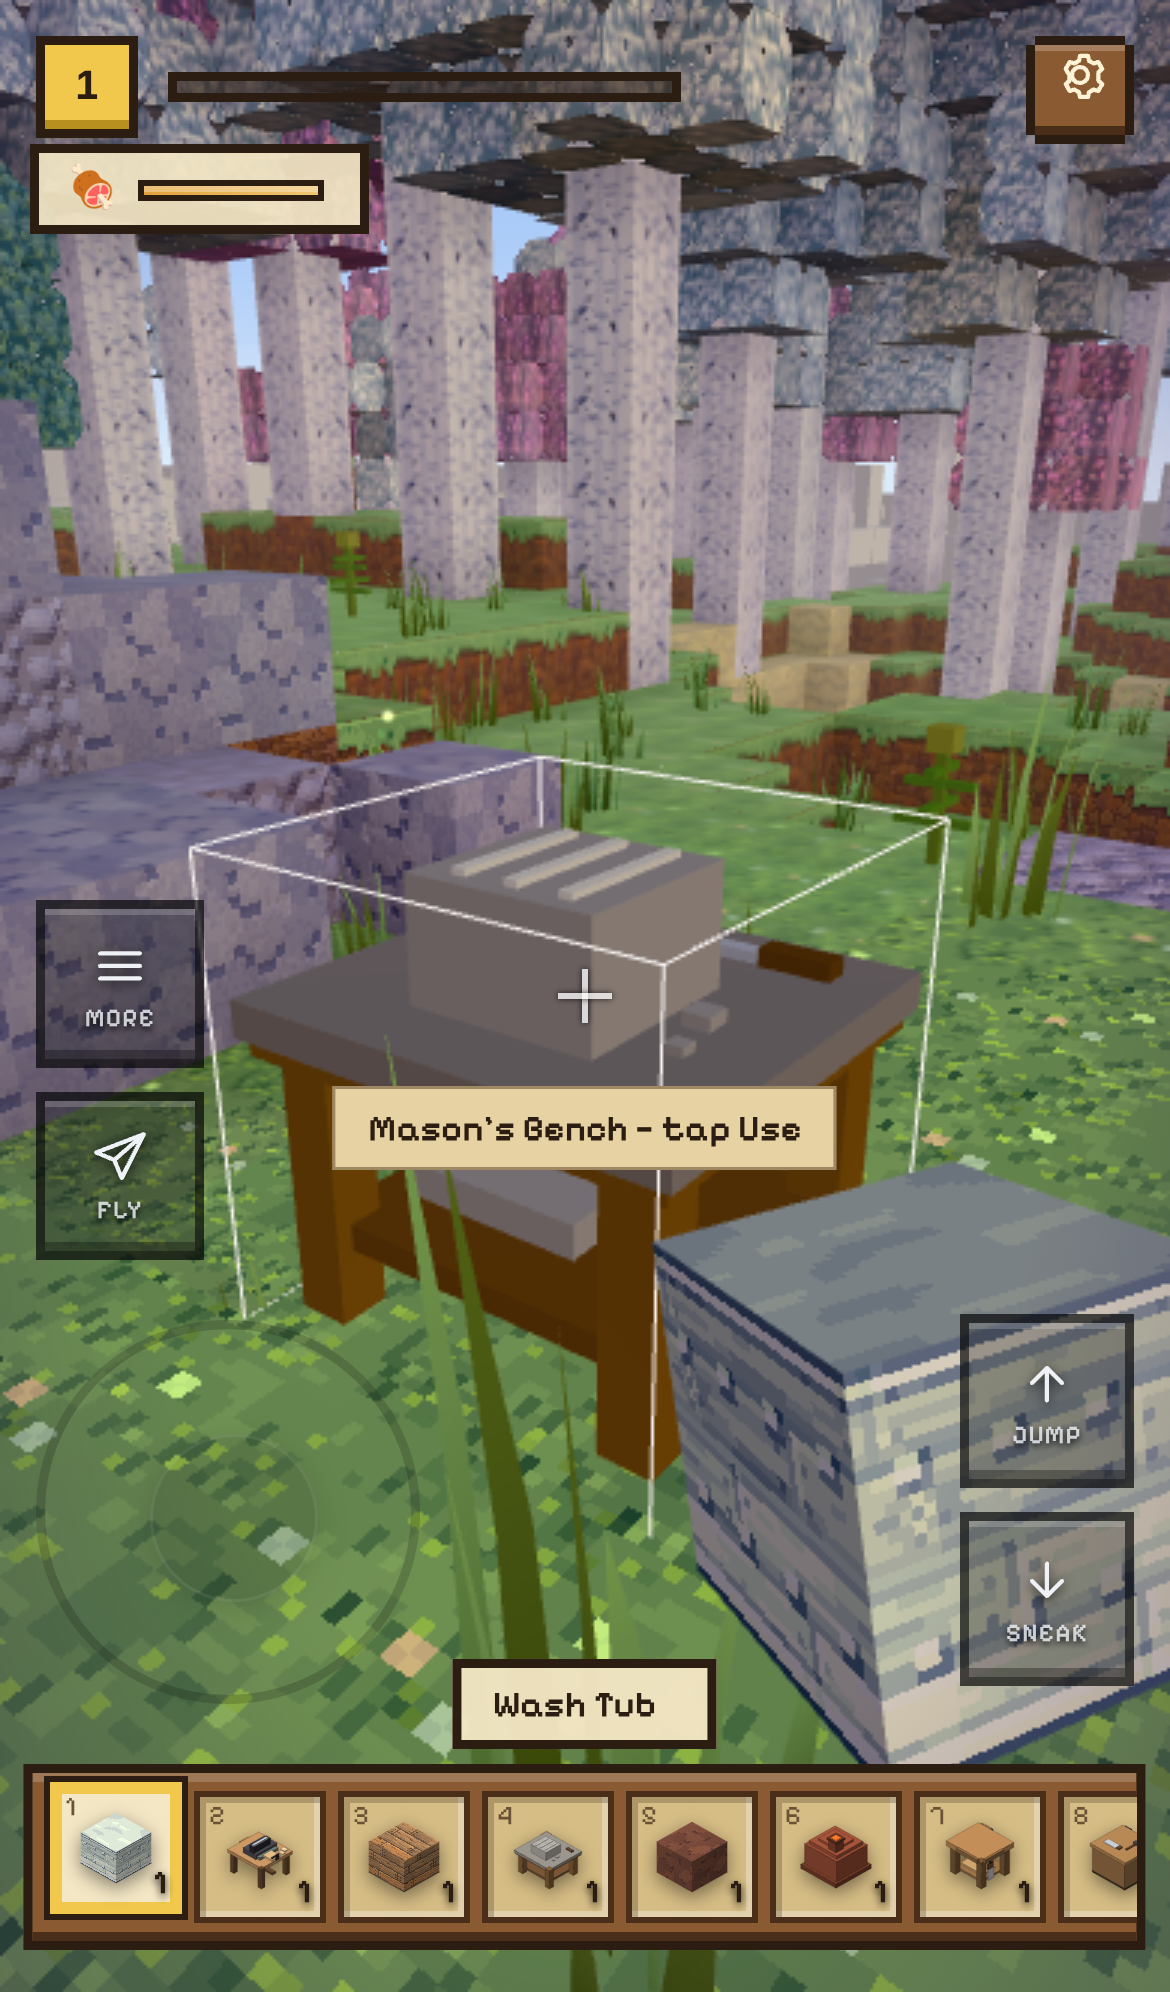 1
MORE
Mason's Bench - tap Use
FLY
JUMP
SNEAK
Wash Tub
1 2 3 4 5 6 7 8
1 1 1 1 1 1 1